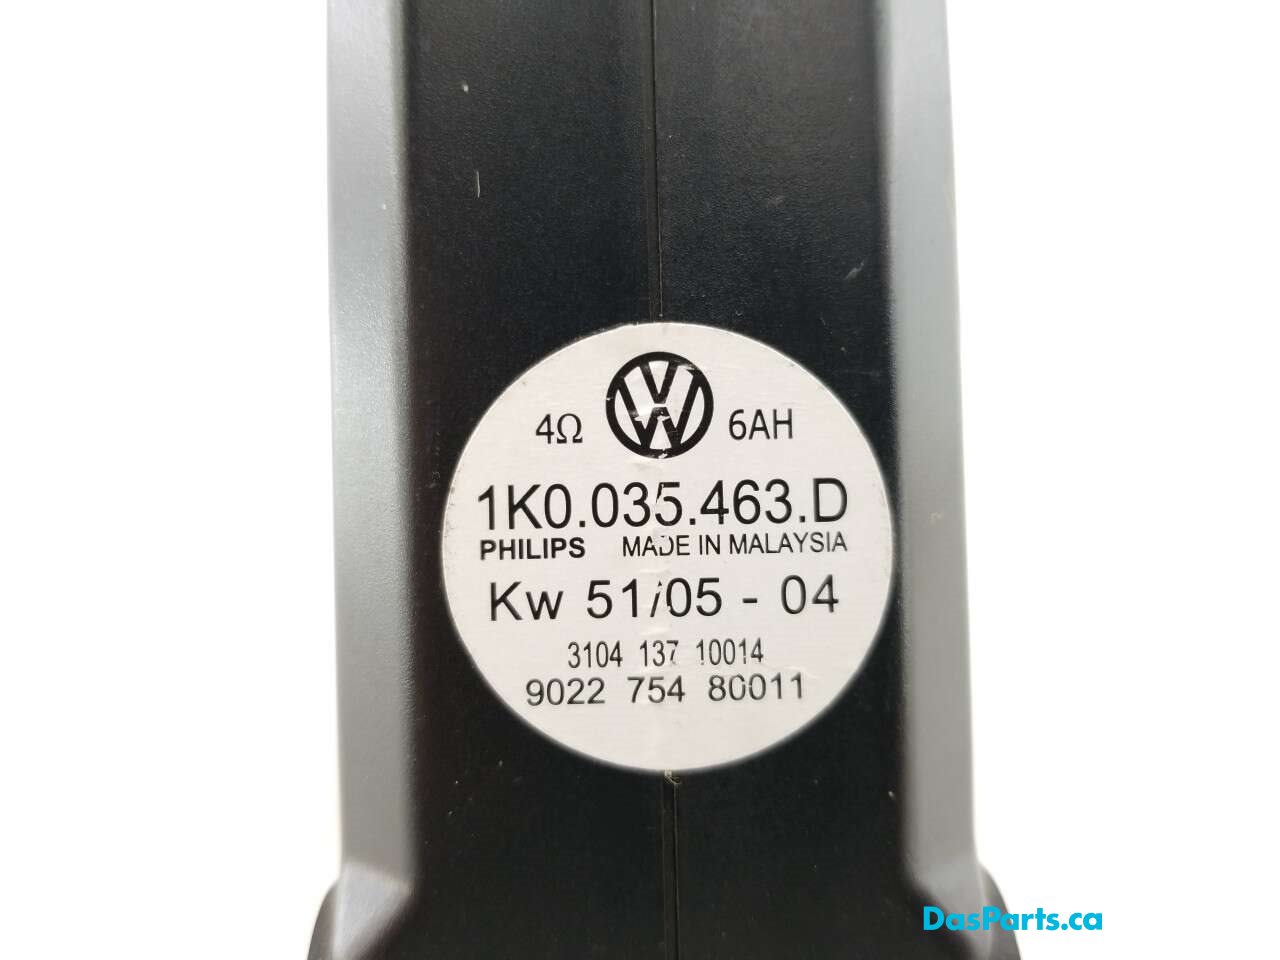 4Ω 6AH
1K0.035.463.D
PHILIPS MADE IN MALAYSIA
Kw 51/05 - 04
3104 137 10014
9022 754 80011
DasParts.ca